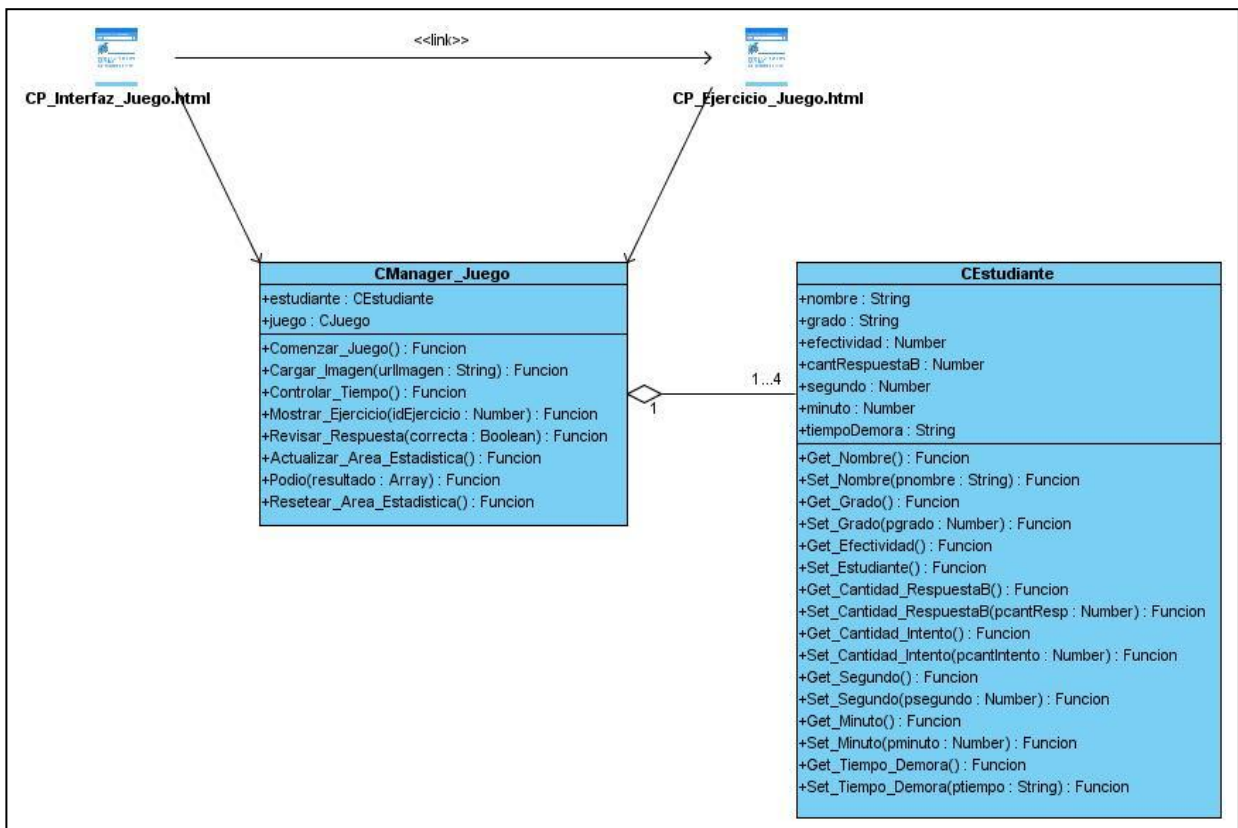 <<link>>
CP_Interfaz_Juego.html
CP_Ejercicio_Juego.html
CManager_Juego
+estudiante : CEstudiante
+juego : CJuego
+Comenzar_Juego() : Funcion
+Cargar_Imagen(urlImagen : String) : Funcion
+Controlar_Tiempo() : Funcion
+Mostrar_Ejercicio(idEjercicio : Number) : Funcion
+Revisar_Respuesta(correcta : Boolean) : Funcion
+Actualizar_Area_Estadistica() : Funcion
+Podio(resultado : Array) : Funcion
+Resetear_Area_Estadistica() : Funcion
1
1...4
CEstudiante
+nombre : String
+grado : String
+efectividad : Number
+cantRespuestaB : Number
+segundo : Number
+minuto : Number
+tiempoDemora : String
+Get_Nombre() : Funcion
+Set_Nombre(pnombre : String) : Funcion
+Get_Grado() : Funcion
+Set_Grado(pgrado : Number) : Funcion
+Get_Efectividad() : Funcion
+Set_Estudiante() : Funcion
+Get_Cantidad_RespuestaB() : Funcion
+Set_Cantidad_RespuestaB(pcantResp : Number) : Funcion
+Get_Cantidad_Intento() : Funcion
+Set_Cantidad_Intento(pcantIntento : Number) : Funcion
+Get_Segundo() : Funcion
+Set_Segundo(psegundo : Number) : Funcion
+Get_Minuto() : Funcion
+Set_Minuto(pminuto : Number) : Funcion
+Get_Tiempo_Demora() : Funcion
+Set_Tiempo_Demora(ptiempo : String) : Funcion